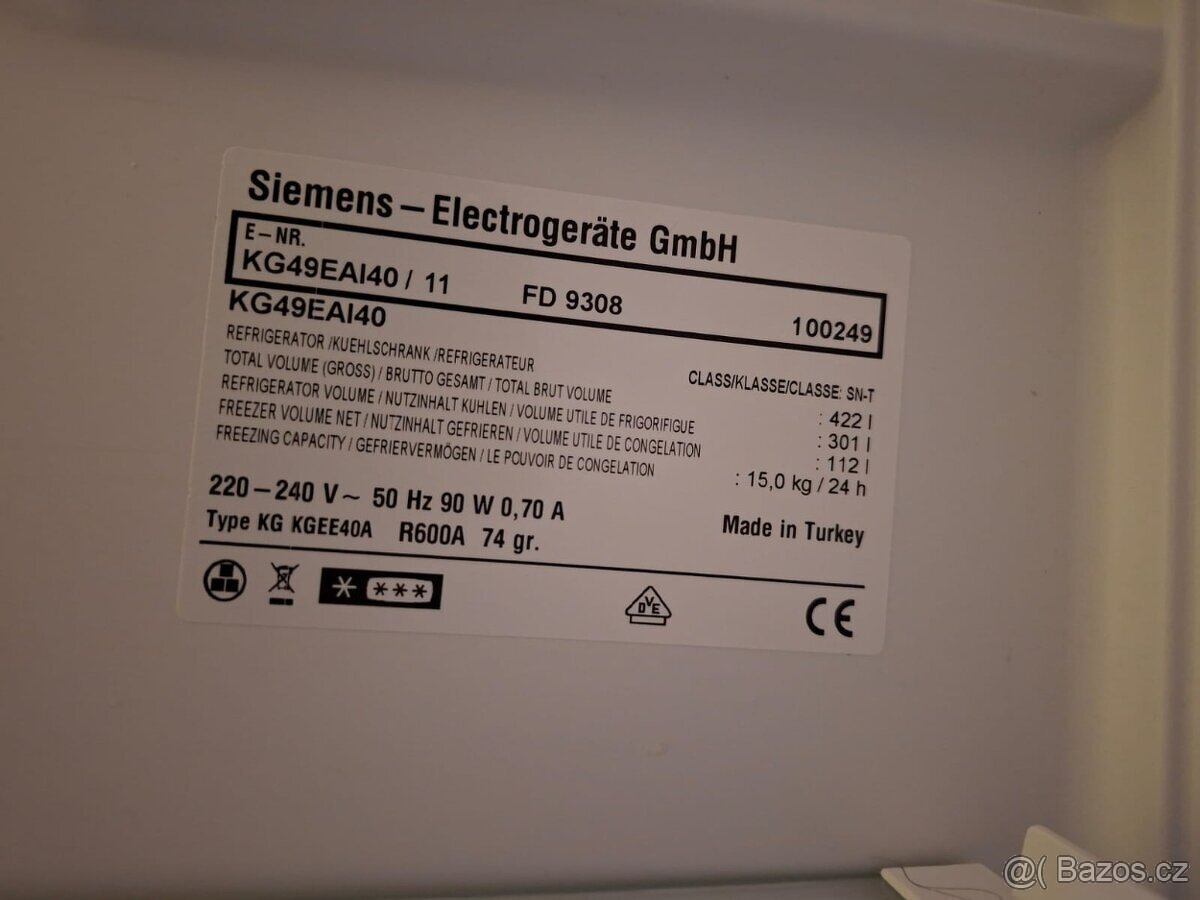 Siemens – Electrogeräte GmbH
E–NR.
KG49EAI40 / 11 FD 9308 100249
KG49EAI40
REFRIGERATOR /KUEHLSCHRANK /REFRIGERATEUR CLASS/KLASSE/CLASSE: SN-T
TOTAL VOLUME (GROSS) / BRUTTO GESAMT / TOTAL BRUT VOLUME : 422 l
REFRIGERATOR VOLUME / NUTZINHALT KUHLEN / VOLUME UTILE DE FRIGORIFIGUE : 301 l
FREEZER VOLUME NET / NUTZINHALT GEFRIEREN / VOLUME UTILE DE CONGELATION : 112 l
FREEZING CAPACITY / GEFRIERVERMÖGEN / LE POUVOIR DE CONGELATION : 15,0 kg / 24 h
220 – 240 V ~ 50 Hz 90 W 0,70 A
Type KG KGEE40A R600A 74 gr. Made in Turkey
DVE CE
@( Bazos.cz